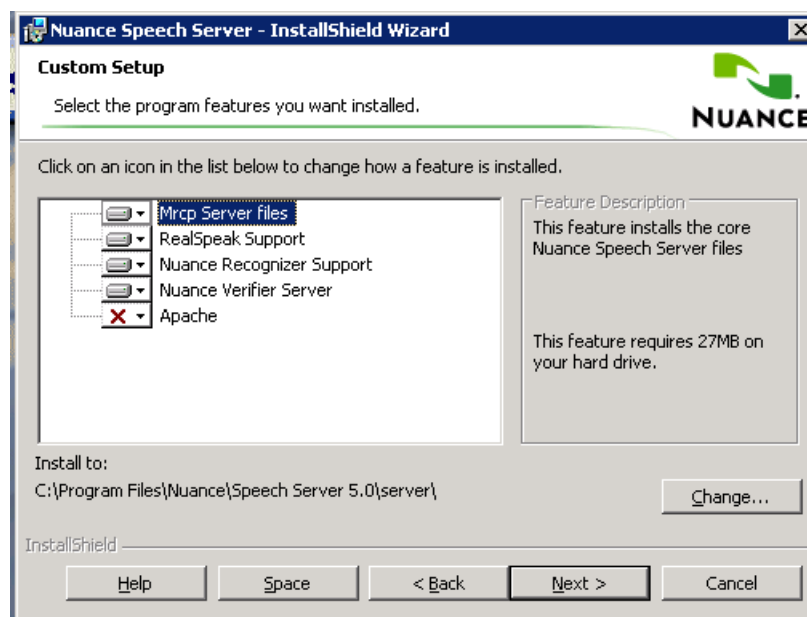 Nuance Speech Server - InstallShield Wizard
Custom Setup
Select the program features you want installed.
NUANCE
Click on an icon in the list below to change how a feature is installed.
Mrcp Server files
RealSpeak Support
Nuance Recognizer Support
Nuance Verifier Server
Apache
Feature Description
This feature installs the core
Nuance Speech Server files
This feature requires 27MB on
your hard drive.
Install to:
C:\Program Files\Nuance\Speech Server 5.0\server\
Change...
InstallShield
Help
Space
< Back
Next >
Cancel